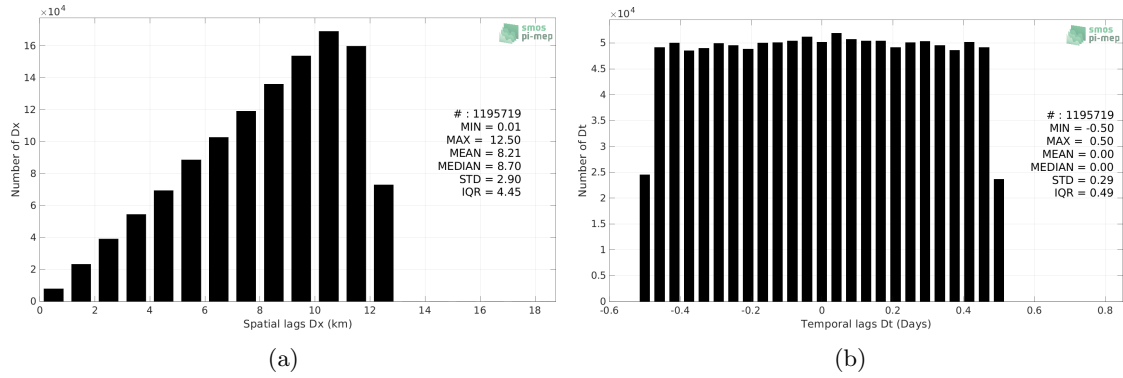 ×10⁴
16
14
12
10
8
6
4
2
0
Number of Dx
0 2 4 6 8 10 12 14 16 18
Spatial lags Dx (km)
smos
pi-mep
# : 1195719
MIN = 0.01
MAX = 12.50
MEAN = 8.21
MEDIAN = 8.70
STD = 2.90
IQR = 4.45
(a)
×10⁴
5
4.5
4
3.5
3
2.5
2
1.5
1
0.5
0
Number of Dt
-0.6 -0.4 -0.2 0 0.2 0.4 0.6 0.8
Temporal lags Dt (Days)
smos
pi-mep
# : 1195719
MIN = -0.50
MAX = 0.50
MEAN = 0.00
MEDIAN = 0.00
STD = 0.29
IQR = 0.49
(b)